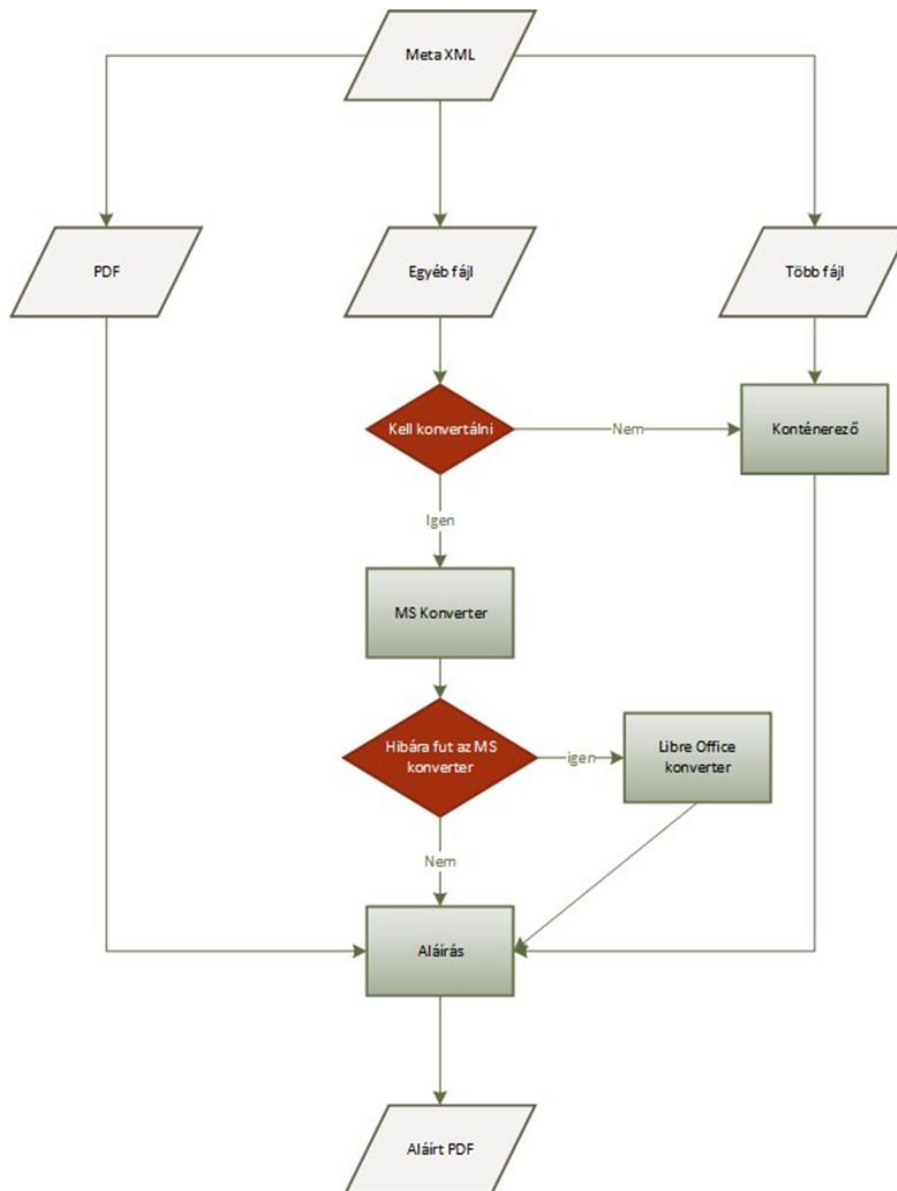 Meta XML
PDF
Egyéb fájl
Több fájl
Kell konvertálni
Nem
Konténerező
Igen
MS Konverter
Hibára fut az MS
konverter
igen
Libre Office
konverter
Nem
Aláírás
Aláírt PDF